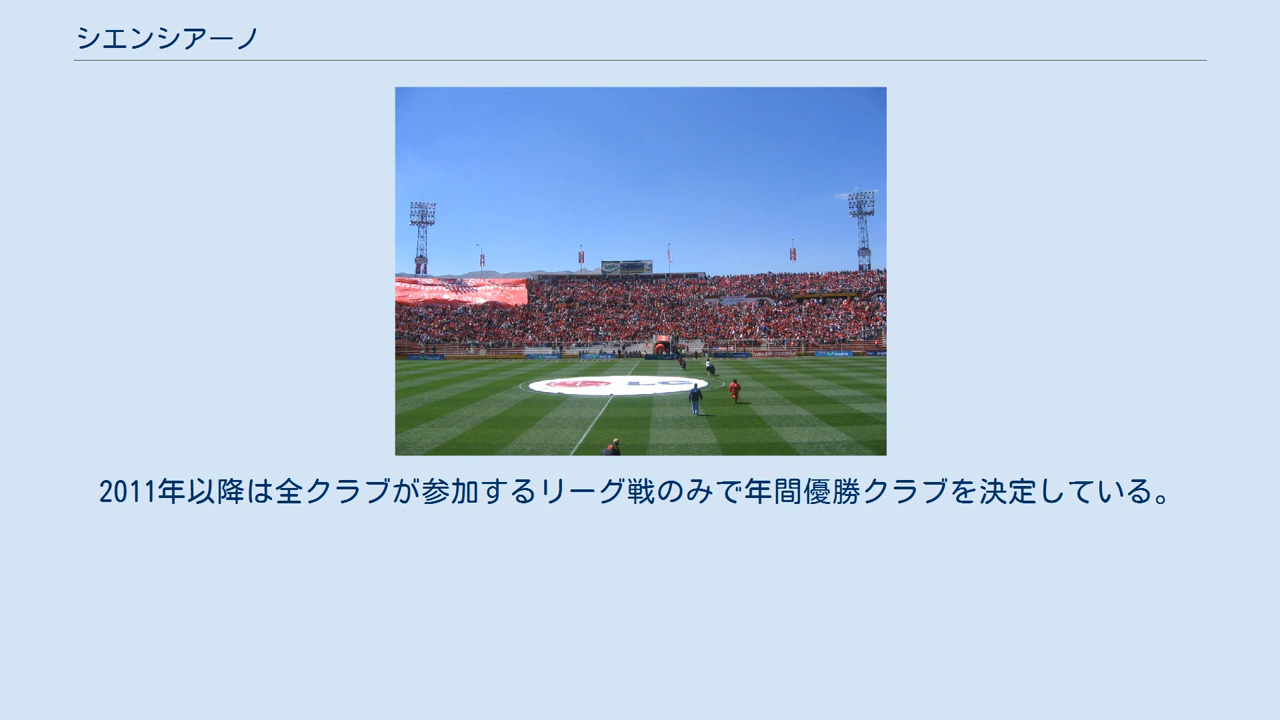 シエンシアーノ
LG
2011年以降は全クラブが参加するリーグ戦のみで年間優勝クラブを決定している。